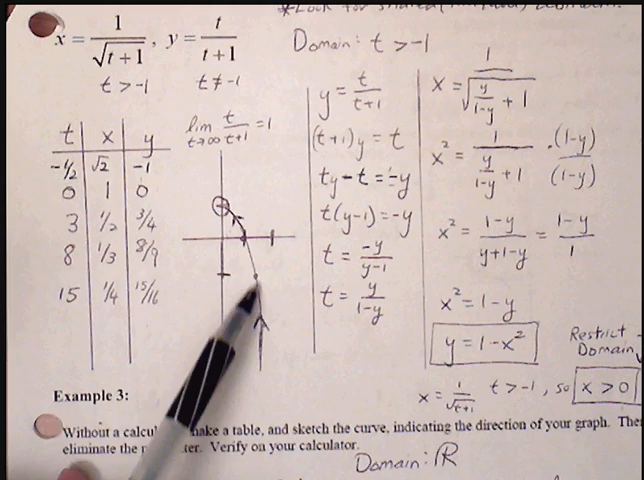 *Look for shared
x = 1/√(t+1), y = t/(t+1)
Domain: t > -1
t > -1 t ≠ -1
t x y
-1/2 √2 -1
0 1 0
3 1/2 3/4
8 1/3 8/9
15 1/4 15/16
lim t→∞ t/(t+1) = 1
y = t/(t+1)
(t+1)y = t
ty - t = -y
t(y-1) = -y
t = -y/(y-1)
t = y/(1-y)
x = 1/√(y/(1-y) + 1)
x² = 1/(y/(1-y) + 1) · (1-y)/(1-y)
x² = (1-y)/(y+1-y) = (1-y)/1
x² = 1-y
y = 1-x²
Restrict
Domain
x = 1/√(t+1) t > -1, so x > 0
Example 3:
Without a calcul make a table, and sketch the curve, indicating the direction of your graph. The
eliminate the ter. Verify on your calculator.
Domain: ℝ